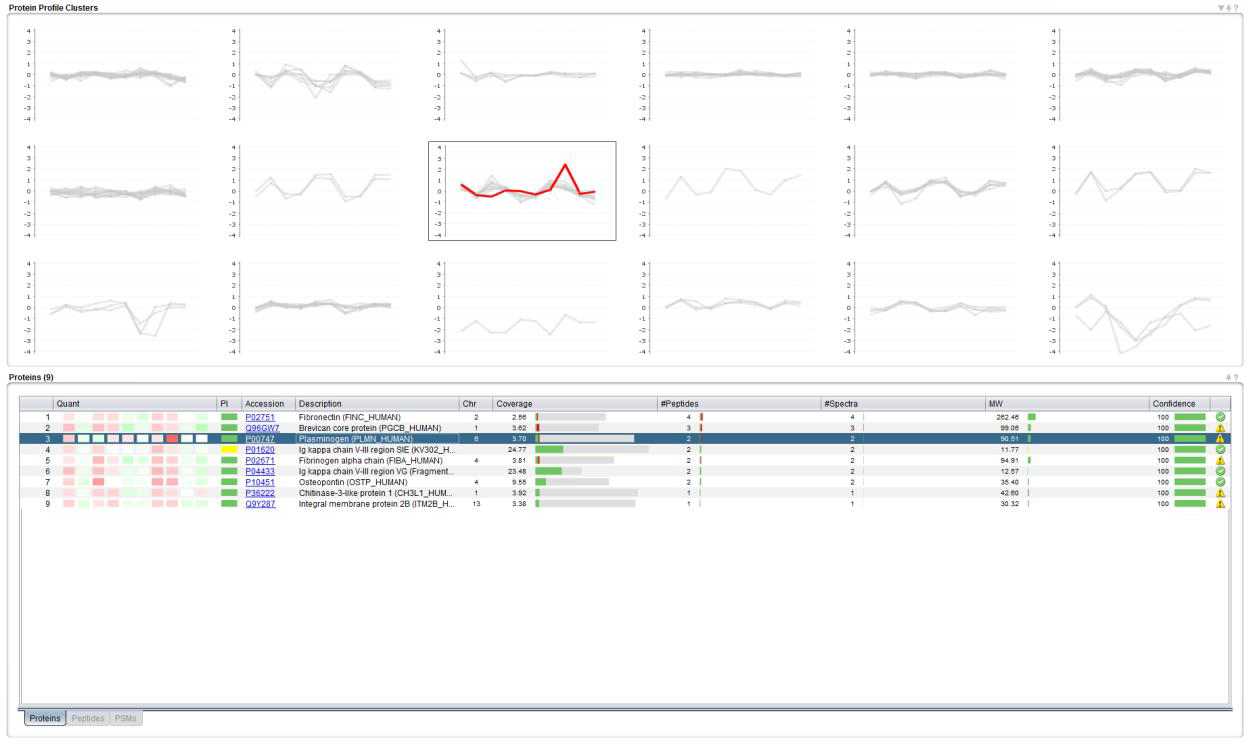 Protein Profile Clusters
?
4 4 4 4 4 4
3 3 3 3 3 3
2 2 2 2 2 2
1 1 1 1 1 1
0 0 0 0 0 0
-1 -1 -1 -1 -1 -1
-2 -2 -2 -2 -2 -2
-3 -3 -3 -3 -3 -3
-4 -4 -4 -4 -4 -4
4 4 4 4 4 4
3 3 3 3 3 3
2 2 2 2 2 2
1 1 1 1 1 1
0 0 0 0 0 0
-1 -1 -1 -1 -1 -1
-2 -2 -2 -2 -2 -2
-3 -3 -3 -3 -3 -3
-4 -4 -4 -4 -4 -4
4 4 4 4 4 4
3 3 3 3 3 3
2 2 2 2 2 2
1 1 1 1 1 1
0 0 0 0 0 0
-1 -1 -1 -1 -1 -1
-2 -2 -2 -2 -2 -2
-3 -3 -3 -3 -3 -3
-4 -4 -4 -4 -4 -4
Proteins (9) ?
Quant PI Accession Description Chr Coverage #Peptides #Spectra MW Confidence
1 P02751 Fibronectin (FINC_HUMAN) 2 2.56 4 4 262.46 100
2 Q96GW7 Brevican core protein (PGCB_HUMAN) 1 3.62 3 3 99.06 100
3 P00747 Plasminogen (PLMN_HUMAN) 6 3.70 2 2 90.51 100
4 P01620 Ig kappa chain V-III region SIE (KV302_H... 24.77 2 2 11.77 100
5 P02671 Fibrinogen alpha chain (FIBA_HUMAN) 4 3.81 2 2 94.91 100
6 P04433 Ig kappa chain V-III region VG (Fragment... 23.48 2 2 12.57 100
7 P10451 Osteopontin (OSTP_HUMAN) 4 9.55 2 2 35.40 100
8 P36222 Chitinase-3-like protein 1 (CH3L1_HUM... 1 3.92 1 1 42.60 100
9 Q9Y287 Integral membrane protein 2B (ITM2B_H... 13 3.38 1 1 30.32 100
Proteins Peptides PSMs